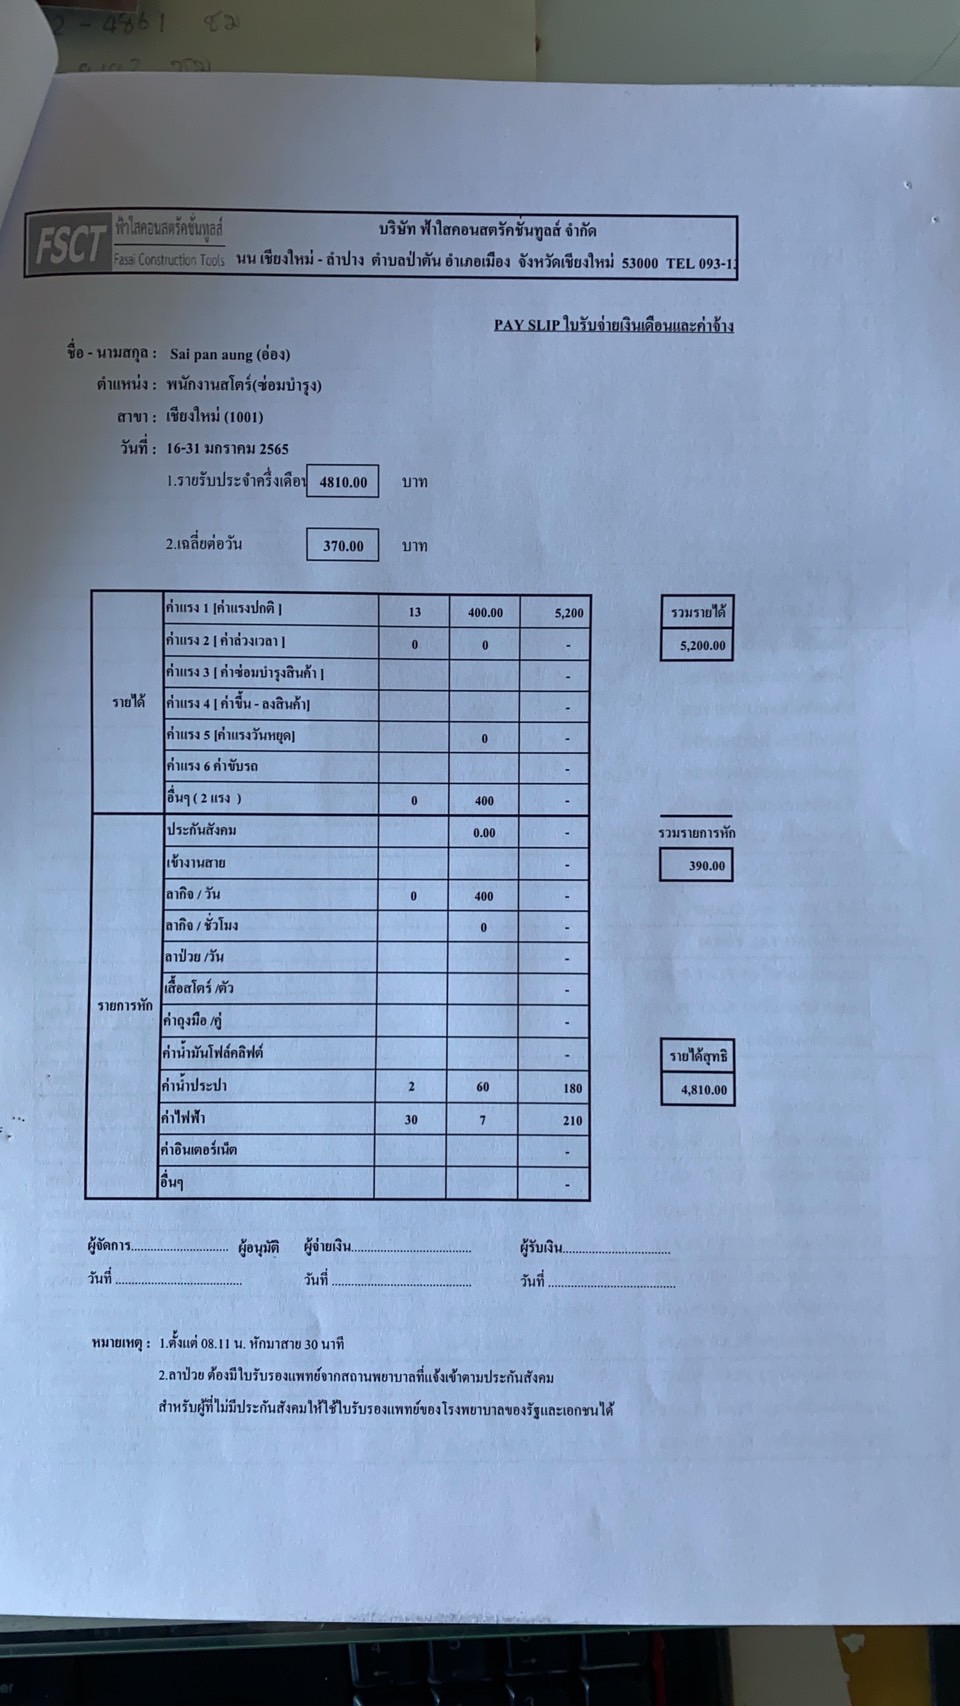 2 - 4861 ชม
FSCT ฟ้าใสคอนสตรัคชั่นทูลส์
Fasai Construction Tools
บริษัท ฟ้าใสคอนสตรัคชั่นทูลส์ จำกัด
นน เชียงใหม่ - ลำปาง ตำบลป่าตัน อำเภอเมือง จังหวัดเชียงใหม่ 53000 TEL 093-1
PAY SLIP ใบรับจ่ายเงินเดือนและค่าจ้าง
ชื่อ - นามสกุล : Sai pan aung (อ่อง)
ตำแหน่ง : พนักงานสโตร์(ซ่อมบำรุง)
สาขา : เชียงใหม่ (1001)
วันที่ : 16-31 มกราคม 2565
1.รายรับประจำครึ่งเดือน 4810.00 บาท
2.เฉลี่ยต่อวัน 370.00 บาท
รายได้
ค่าแรง 1 [ค่าแรงปกติ ] 13 400.00 5,200
ค่าแรง 2 [ ค่าล่วงเวลา ] 0 0 -
ค่าแรง 3 [ ค่าซ่อมบำรุงสินค้า ] -
ค่าแรง 4 [ ค่าขึ้น - ลงสินค้า] -
ค่าแรง 5 [ค่าแรงวันหยุด] 0 -
ค่าแรง 6 ค่าขับรถ -
อื่นๆ ( 2 แรง ) 0 400 -
รวมรายได้
5,200.00
รายการหัก
ประกันสังคม 0.00 -
เข้างานสาย -
ลากิจ / วัน 0 400 -
ลากิจ / ชั่วโมง 0 -
ลาป่วย /วัน -
เสื้อสโตร์ /ตัว -
ค่าถุงมือ /คู่ -
ค่าน้ำมันโฟล์คลิฟต์ -
ค่าน้ำประปา 2 60 180
ค่าไฟฟ้า 30 7 210
ค่าอินเตอร์เน็ต -
อื่นๆ -
รวมรายการหัก
390.00
รายได้สุทธิ
4,810.00
ผู้จัดการ.............................. ผู้อนุมัติ ผู้จ่ายเงิน..................................... ผู้รับเงิน.................................
วันที่ ....................................... วันที่ ........................................... วันที่ .......................................
หมายเหตุ : 1.ตั้งแต่ 08.11 น. หักมาสาย 30 นาที
2.ลาป่วย ต้องมีใบรับรองแพทย์จากสถานพยาบาลที่แจ้งเข้าตามประกันสังคม
สำหรับผู้ที่ไม่มีประกันสังคมให้ใช้ใบรับรองแพทย์ของโรงพยาบาลของรัฐและเอกชนได้